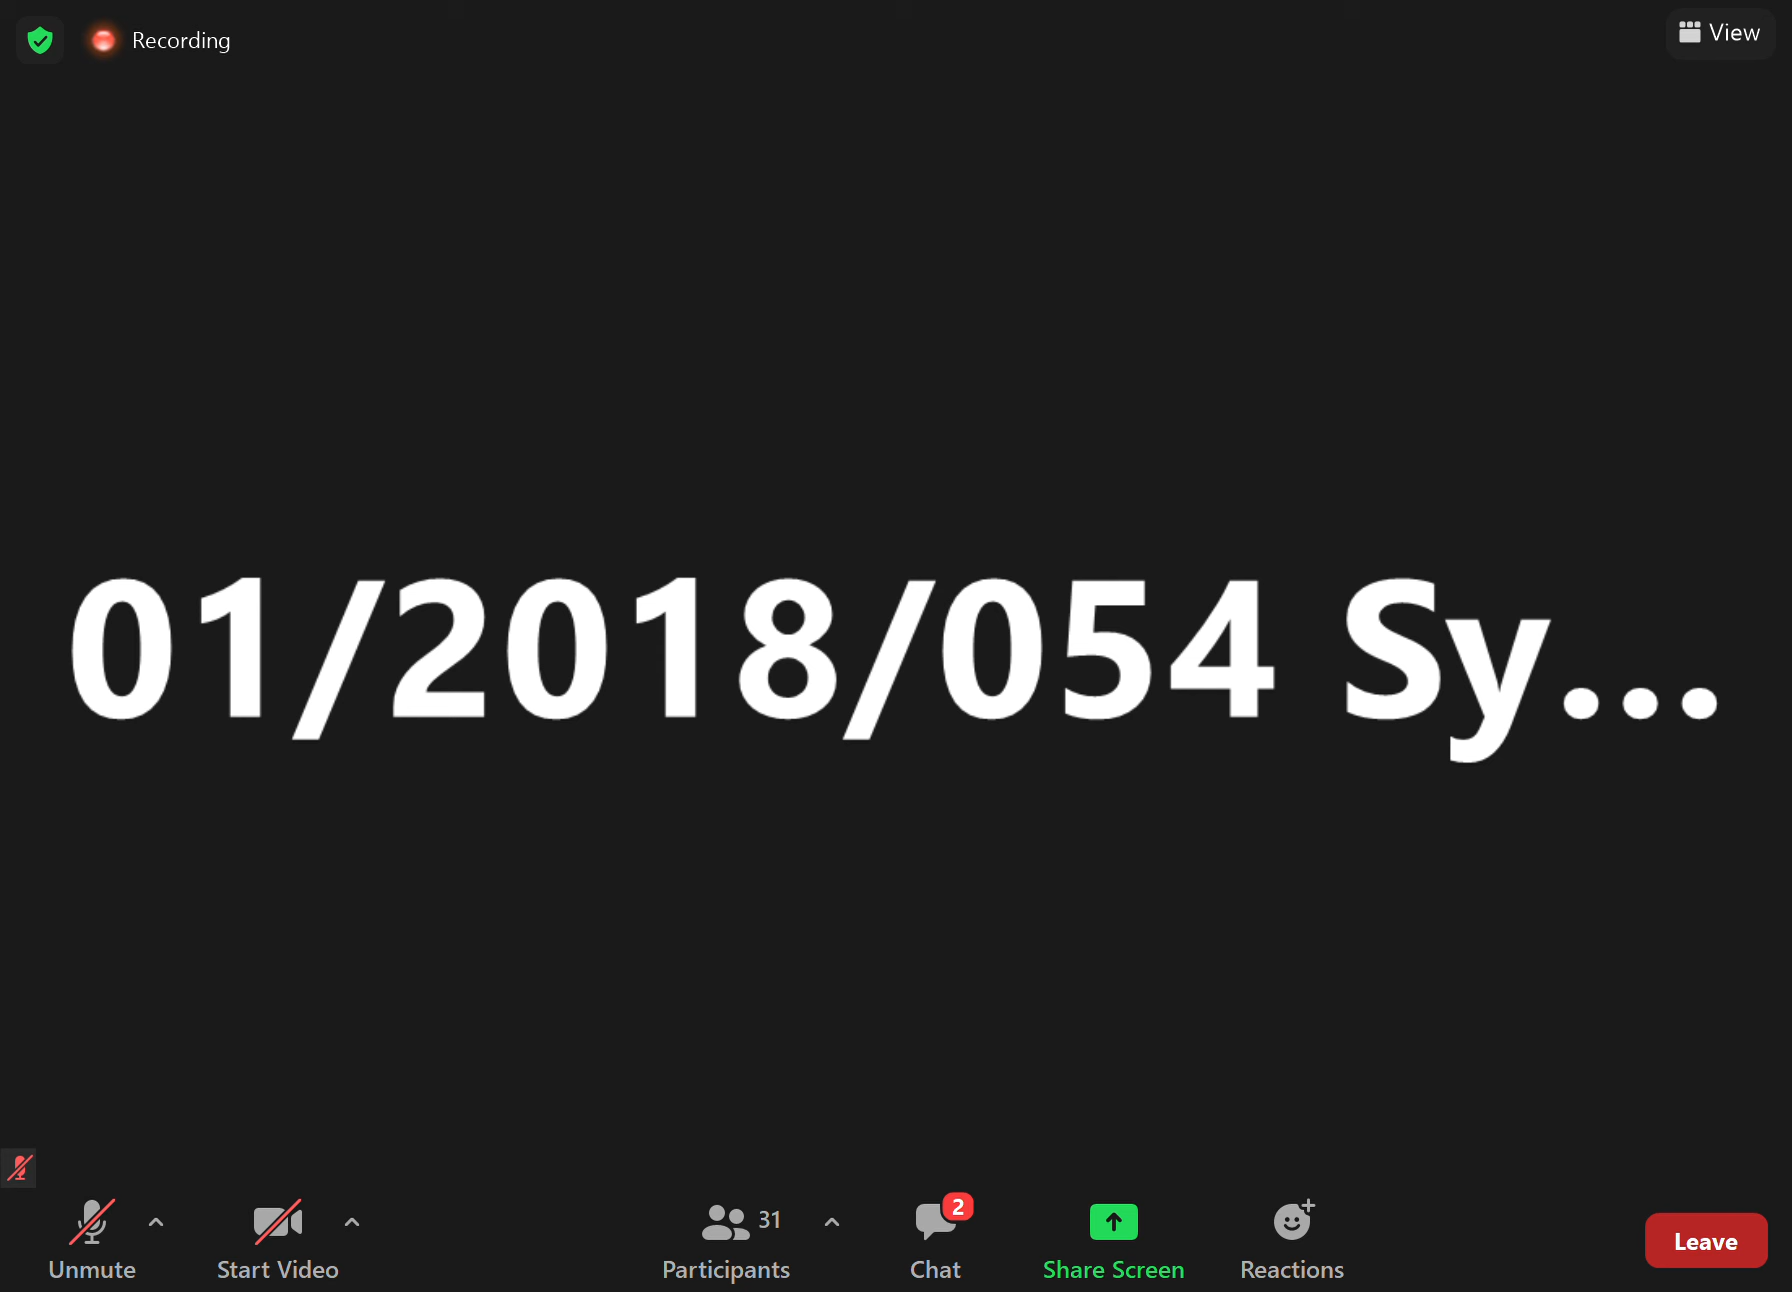 Recording
View
01/2018/054 Sy...
31
2
Unmute
Start Video
Participants
Chat
Share Screen
Reactions
Leave